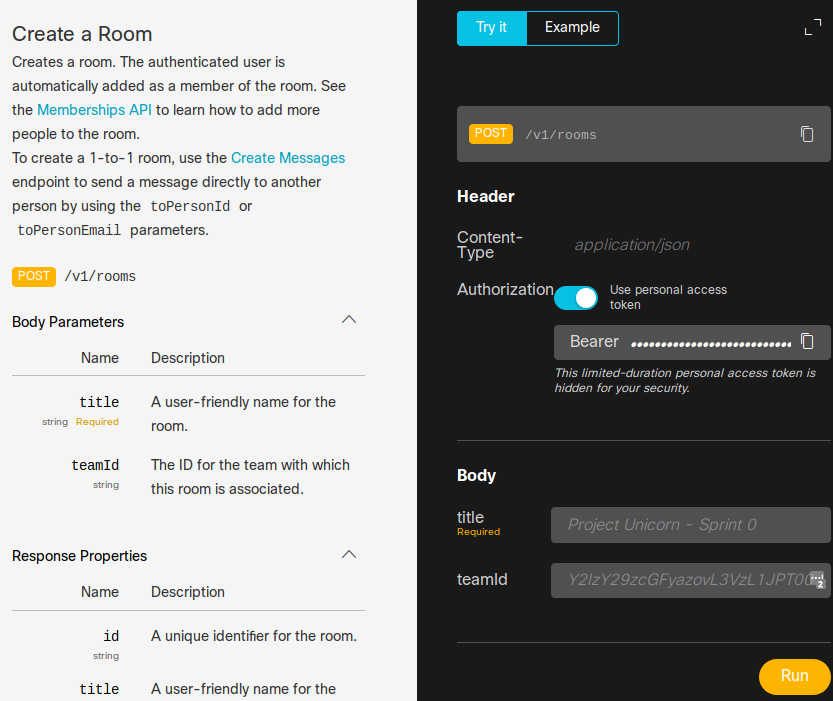 Create a Room
Creates a room. The authenticated user is
automatically added as a member of the room. See
the Memberships API to learn how to add more
people to the room.
To create a 1-to-1 room, use the Create Messages
endpoint to send a message directly to another
person by using the toPersonId or
toPersonEmail parameters.
POST /v1/rooms
Body Parameters
Name Description
title A user-friendly name for the
string Required room.
teamId The ID for the team with which
string this room is associated.
Response Properties
Name Description
id A unique identifier for the room.
string
title A user-friendly name for the
Try it Example
POST /v1/rooms
Header
Content-
Type application/json
Authorization Use personal access
token
Bearer ••••••••••••••••••••••••••••
This limited-duration personal access token is
hidden for your security.
Body
title Project Unicorn - Sprint 0
Required
teamId
Run